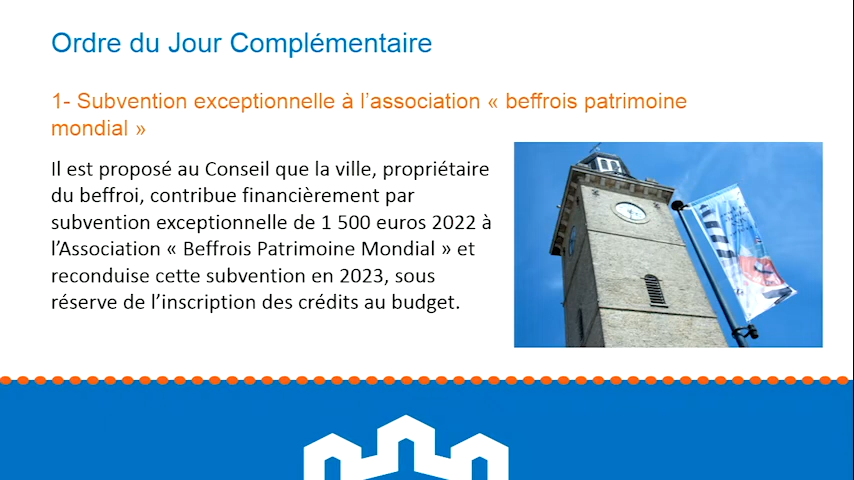 Ordre du Jour Complémentaire
1- Subvention exceptionnelle à l’association « beffrois patrimoine
mondial »
Il est proposé au Conseil que la ville, propriétaire
du beffroi, contribue financièrement par
subvention exceptionnelle de 1 500 euros 2022 à
l’Association « Beffrois Patrimoine Mondial » et
reconduise cette subvention en 2023, sous
réserve de l’inscription des crédits au budget.